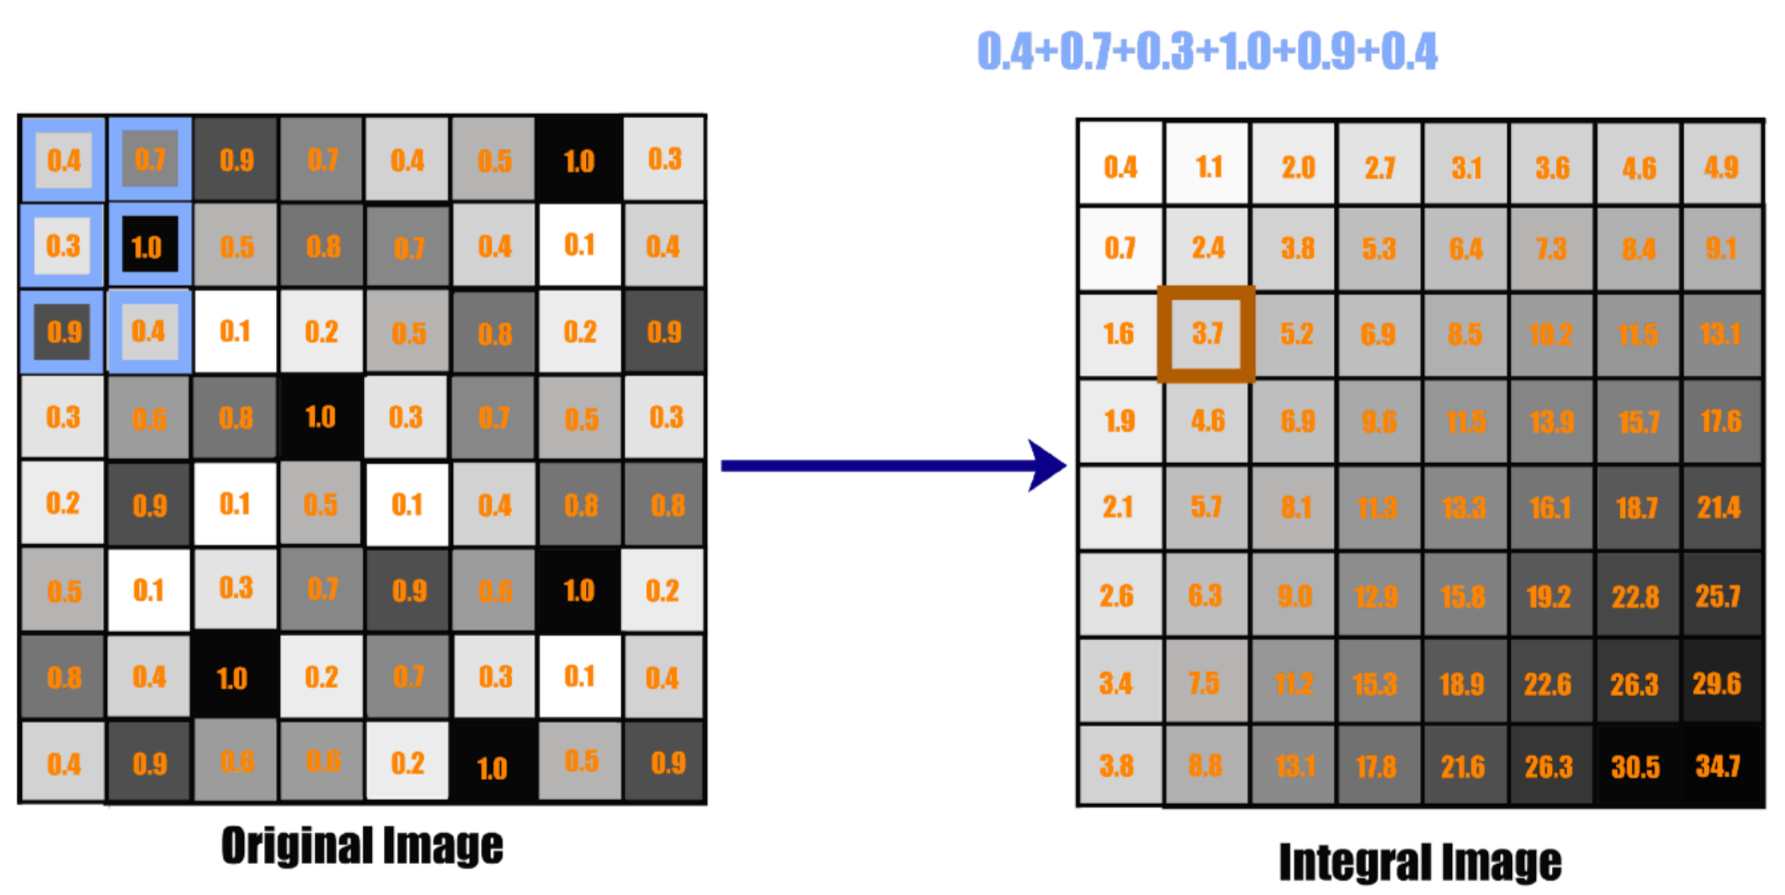 0.4+0.7+0.3+1.0+0.9+0.4
0.4 0.7 0.9 0.7 0.4 0.5 1.0 0.3
0.3 1.0 0.5 0.8 0.7 0.4 0.1 0.4
0.9 0.4 0.1 0.2 0.5 0.8 0.2 0.9
0.3 0.6 0.8 1.0 0.3 0.7 0.5 0.3
0.2 0.9 0.1 0.5 0.1 0.4 0.8 0.8
0.5 0.1 0.3 0.7 0.9 0.6 1.0 0.2
0.8 0.4 1.0 0.2 0.7 0.3 0.1 0.4
0.4 0.9 0.6 0.6 0.2 1.0 0.5 0.9
Original Image
0.4 1.1 2.0 2.7 3.1 3.6 4.6 4.9
0.7 2.4 3.8 5.3 6.4 7.3 8.4 9.1
1.6 3.7 5.2 6.9 8.5 10.2 11.5 13.1
1.9 4.6 6.9 9.6 11.5 13.9 15.7 17.6
2.1 5.7 8.1 11.3 13.3 16.1 18.7 21.4
2.6 6.3 9.0 12.9 15.8 19.2 22.8 25.7
3.4 7.5 11.2 15.3 18.9 22.6 26.3 29.6
3.8 8.8 13.1 17.8 21.6 26.3 30.5 34.7
Integral Image